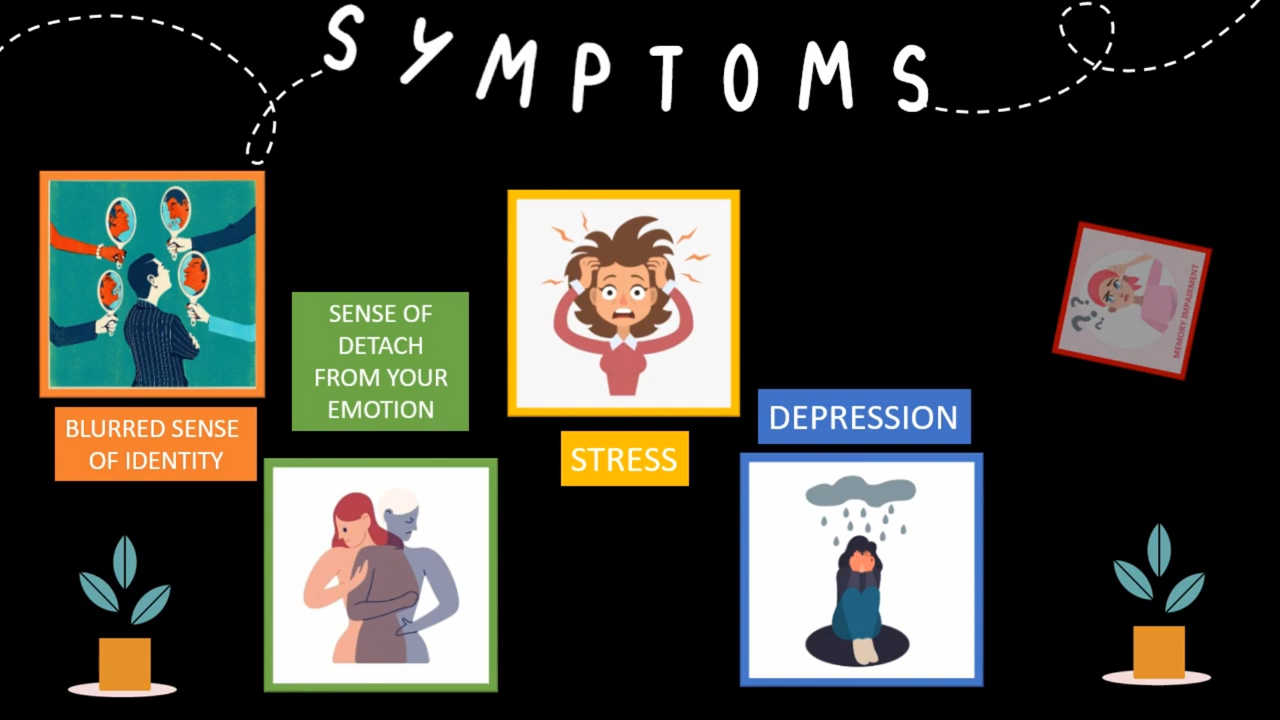 SYMPTOMS
BLURRED SENSE
OF IDENTITY
SENSE OF
DETACH
FROM YOUR
EMOTION
STRESS
DEPRESSION
MEMORY IMPAIRMENT